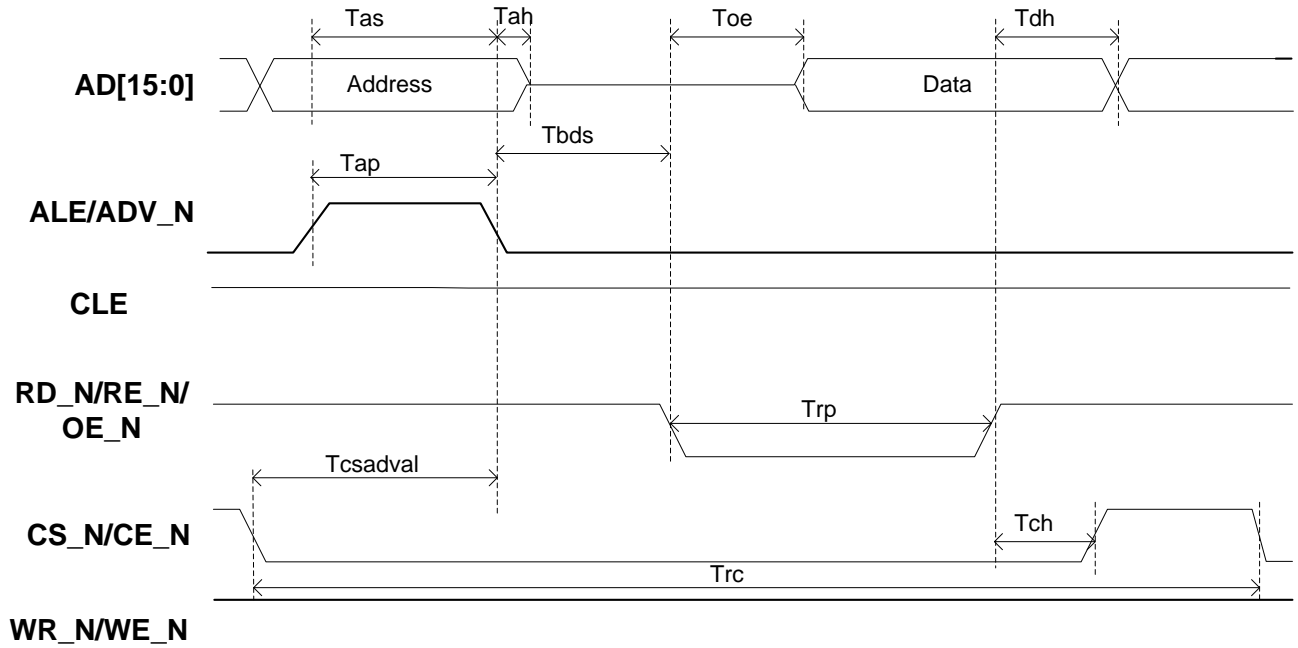 Tas
Tah
Toe
Tdh
AD[15:0]
Address
Data
Tbds
Tap
ALE/ADV_N
CLE
RD_N/RE_N/
OE_N
Trp
Tcsadval
CS_N/CE_N
Tch
Trc
WR_N/WE_N